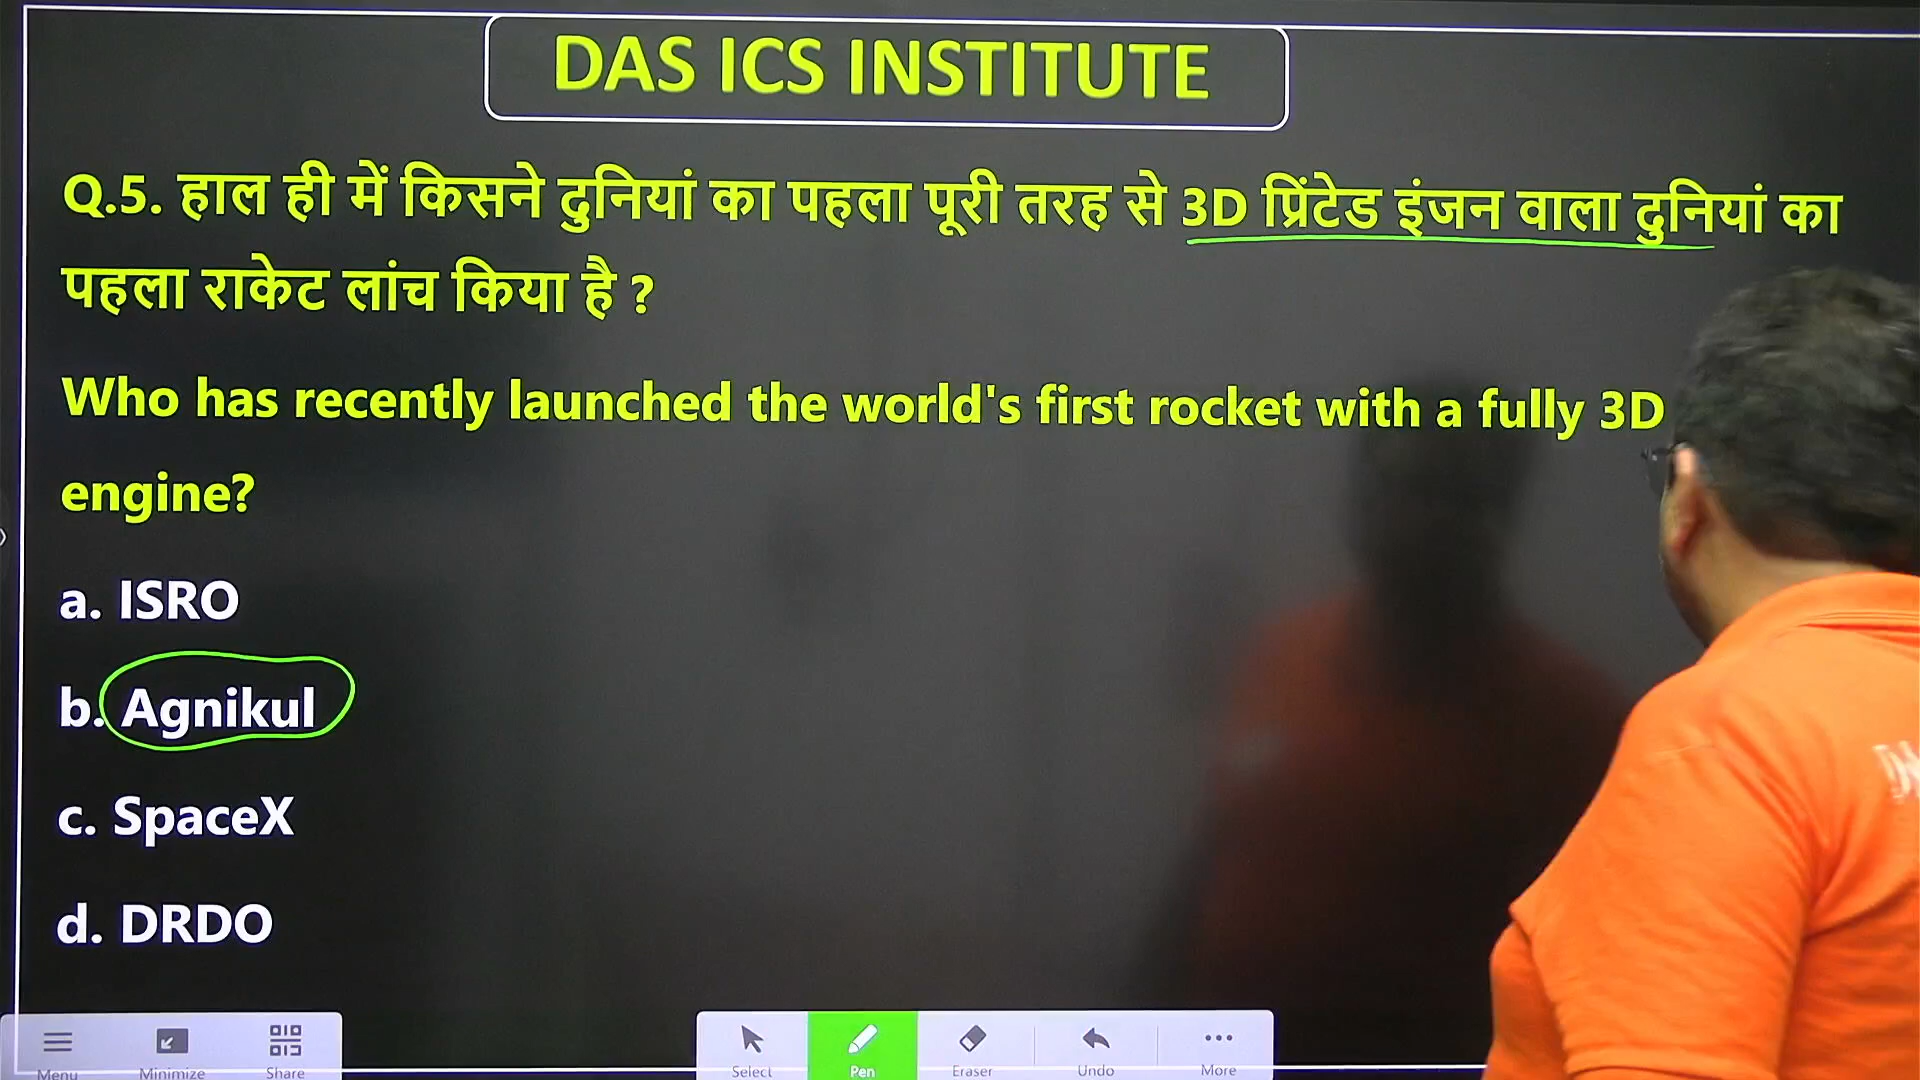 DAS ICS INSTITUTE
Q.5. हाल ही में किसने दुनियां का पहला पूरी तरह से 3D प्रिंटेड इंजन वाला दुनियां का
पहला राकेट लांच किया है ?
Who has recently launched the world's first rocket with a fully 3D
engine?
a. ISRO
b. Agnikul
c. SpaceX
d. DRDO
Menu Minimize Share Select Pen Eraser Undo More